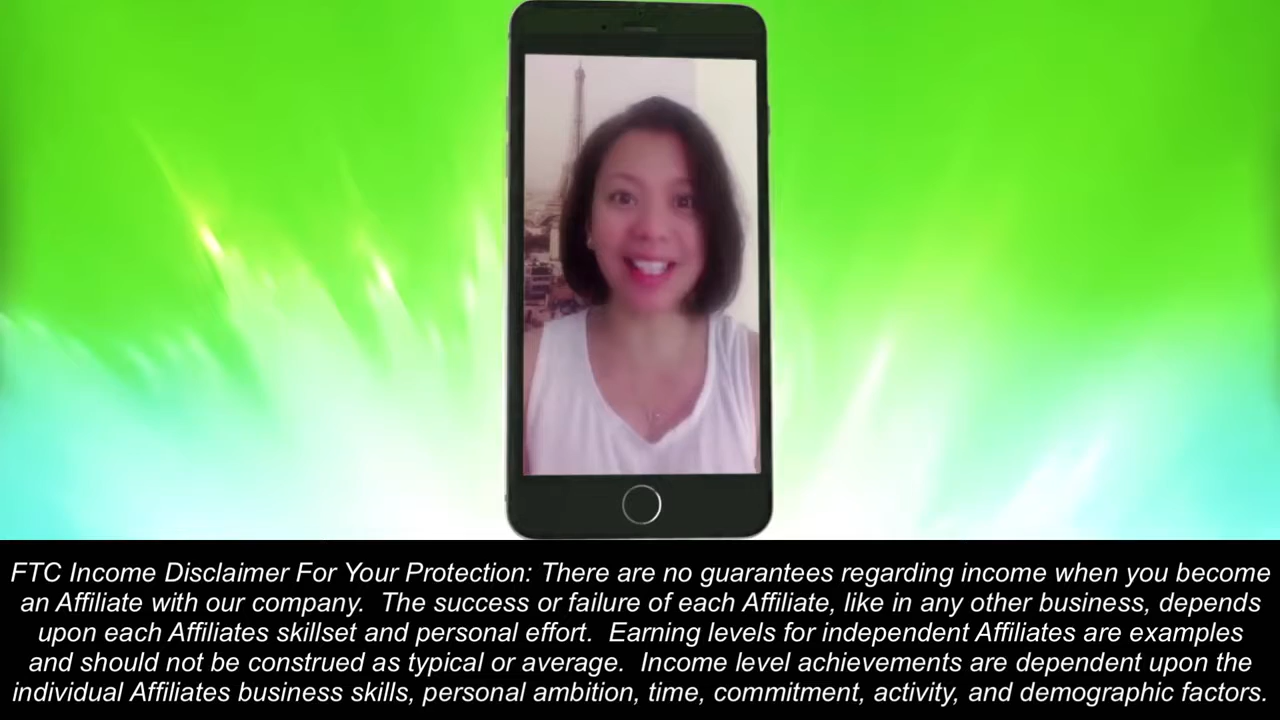 FTC Income Disclaimer For Your Protection: There are no guarantees regarding income when you become
an Affiliate with our company.  The success or failure of each Affiliate, like in any other business, depends
upon each Affiliates skillset and personal effort.  Earning levels for independent Affiliates are examples
and should not be construed as typical or average.  Income level achievements are dependent upon the
individual Affiliates business skills, personal ambition, time, commitment, activity, and demographic factors.